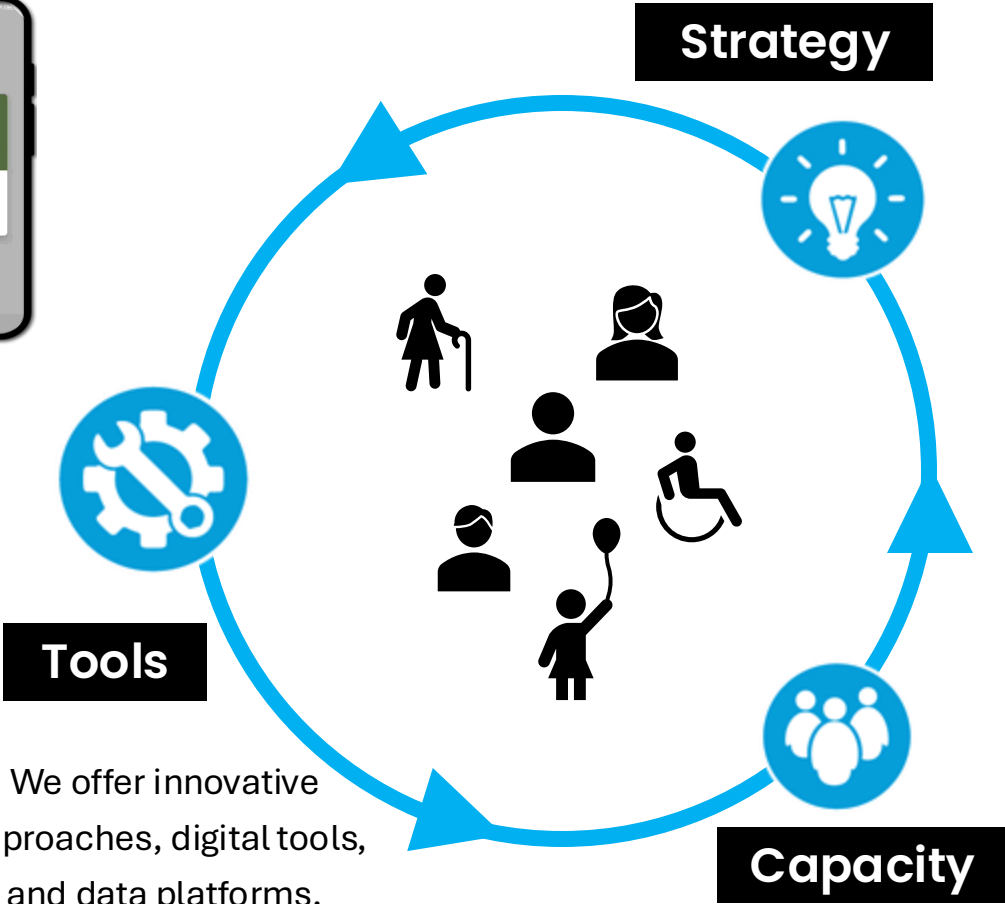 Strategy
Tools
We offer innovative
proaches, digital tools,
and data platforms.
Capacity